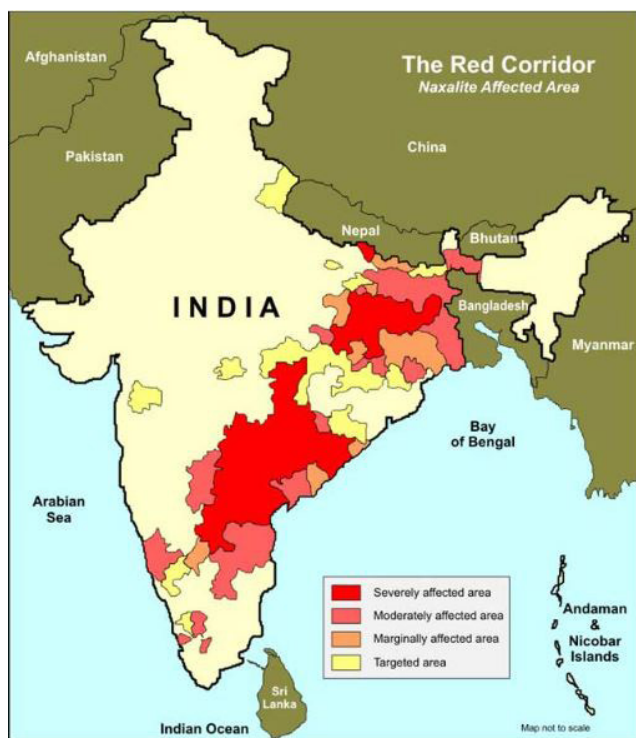 The Red Corridor
Naxalite Affected Area
Afghanistan
Pakistan
China
Nepal
Bhutan
Bangladesh
INDIA
Myanmar
Bay
of Bengal
Arabian
Sea
Severely affected area
Moderately affected area
Marginally affected area
Targeted area
Andaman
&
Nicobar
Islands
Sri
Lanka
Indian Ocean
Map not to scale